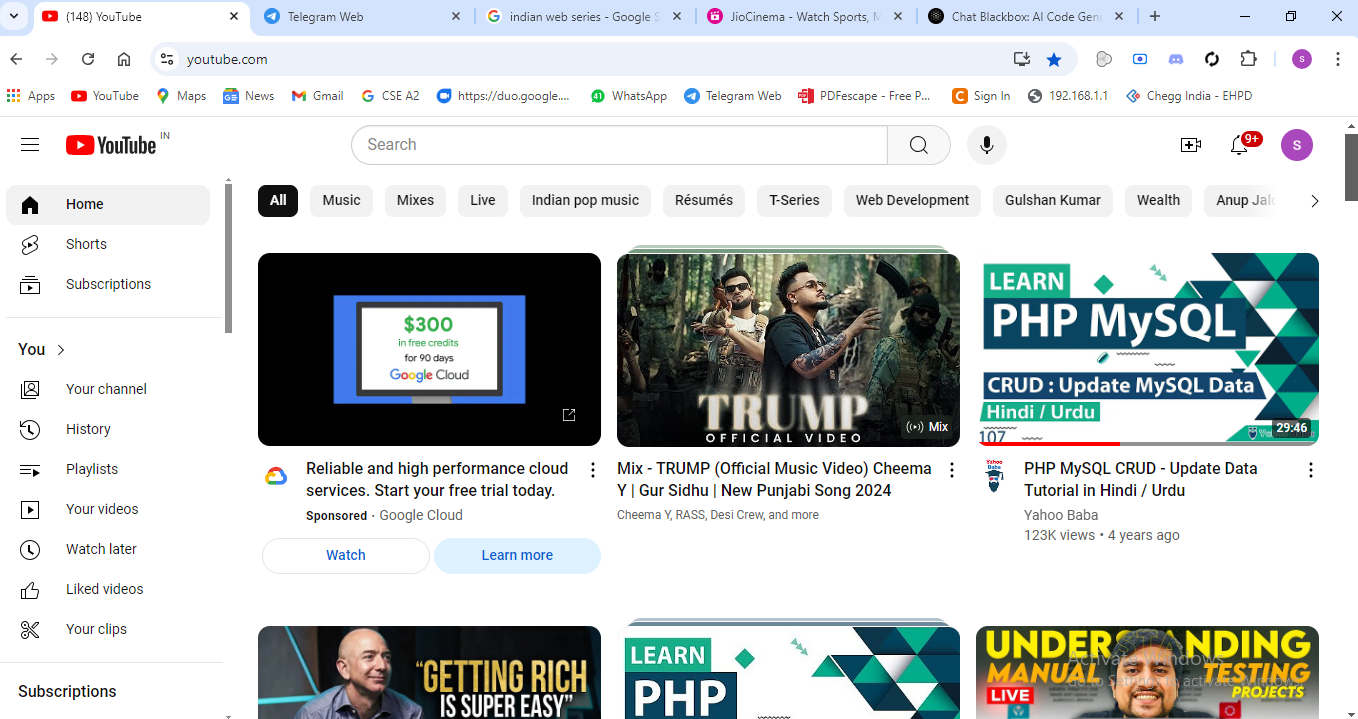 (148) YouTube
Telegram Web
indian web series - Google S
JioCinema - Watch Sports, M
Chat Blackbox: AI Code Gen
youtube.com
S
Apps
YouTube
Maps
News
Gmail
CSE A2
https://duo.google....
41
WhatsApp
Telegram Web
PDFescape - Free P...
Sign In
192.168.1.1
Chegg India - EHPD
YouTube IN
Search
9+
S
Home
Shorts
Subscriptions
You
Your channel
History
Playlists
Your videos
Watch later
Liked videos
Your clips
Subscriptions
All
Music
Mixes
Live
Indian pop music
Résumés
T-Series
Web Development
Gulshan Kumar
Wealth
Anup Jalo
$300
in free credits
for 90 days
Google Cloud
Reliable and high performance cloud
services. Start your free trial today.
Sponsored · Google Cloud
Watch
Learn more
TRUMP
OFFICIAL VIDEO
Mix
Mix - TRUMP (Official Music Video) Cheema
Y | Gur Sidhu | New Punjabi Song 2024
Cheema Y, RASS, Desi Crew, and more
LEARN
PHP MySQL
CRUD : Update MySQL Data
Hindi / Urdu
107
29:46
Yahoo
Baba
PHP MySQL CRUD - Update Data
Tutorial in Hindi / Urdu
Yahoo Baba
123K views • 4 years ago
“GETTING RICH
IS SUPER EASY”
LEARN
PHP
UNDERSTANDING
MANUAL TESTING
LIVE
PROJECTS
Activate Windows
Go to Settings to activate Windows.